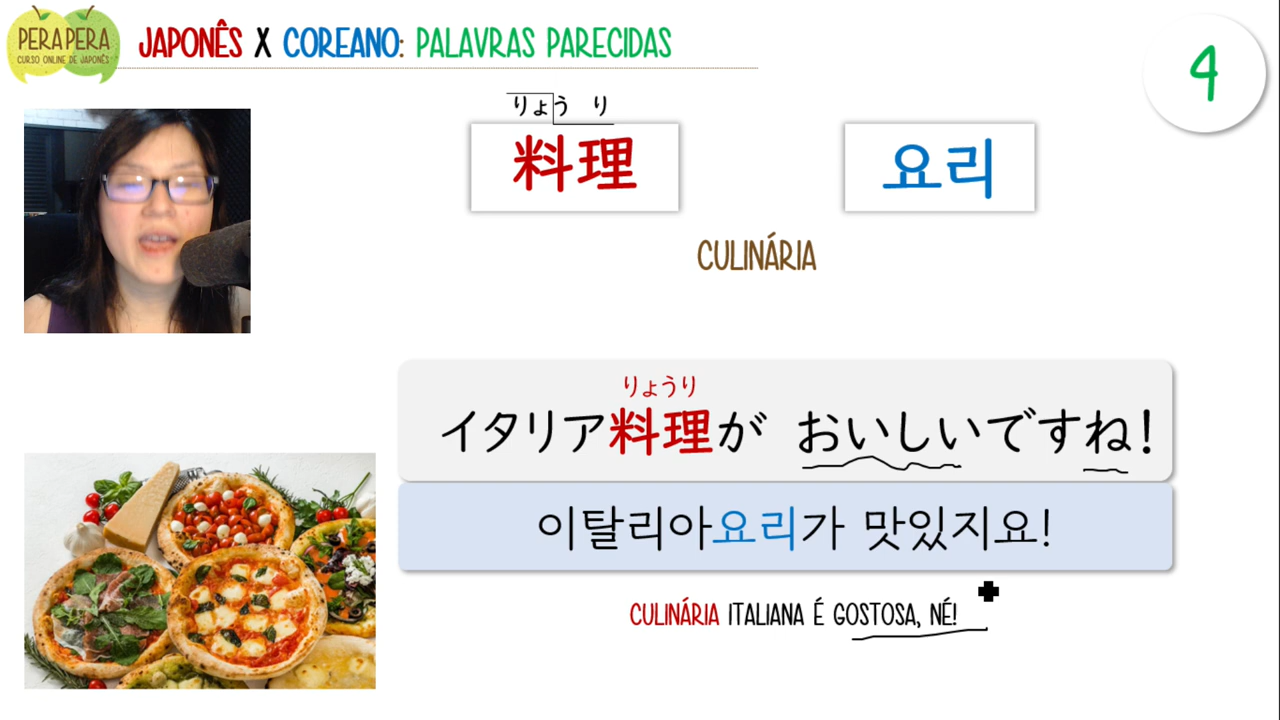 PERAPERA
CURSO ONLINE DE JAPONÊS
JAPONÊS X COREANO: PALAVRAS PARECIDAS
4
りょうり
料理
요리
CULINÁRIA
りょうり
イタリア料理が おいしいですね!
이탈리아요리가 맛있지요!
CULINÁRIA ITALIANA É GOSTOSA, NÉ!